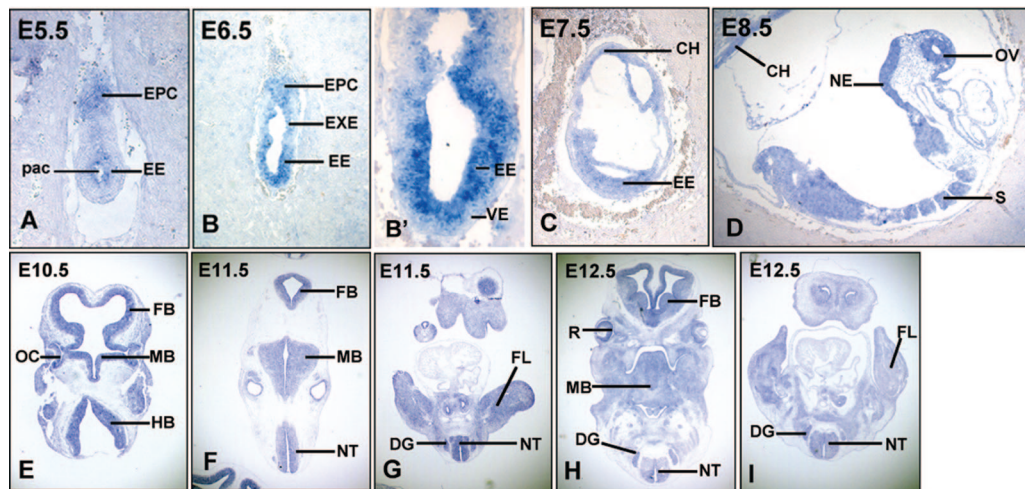 E5.5
EPC
pac
EE
A
E6.5
EPC
EXE
EE
B
EE
VE
B'
E7.5
CH
EE
C
E8.5
CH
NE
OV
S
D
E10.5
FB
OC
MB
HB
E
E11.5
FB
MB
NT
F
E11.5
FL
DG
NT
G
E12.5
FB
R
MB
DG
NT
H
E12.5
FL
DG
NT
I